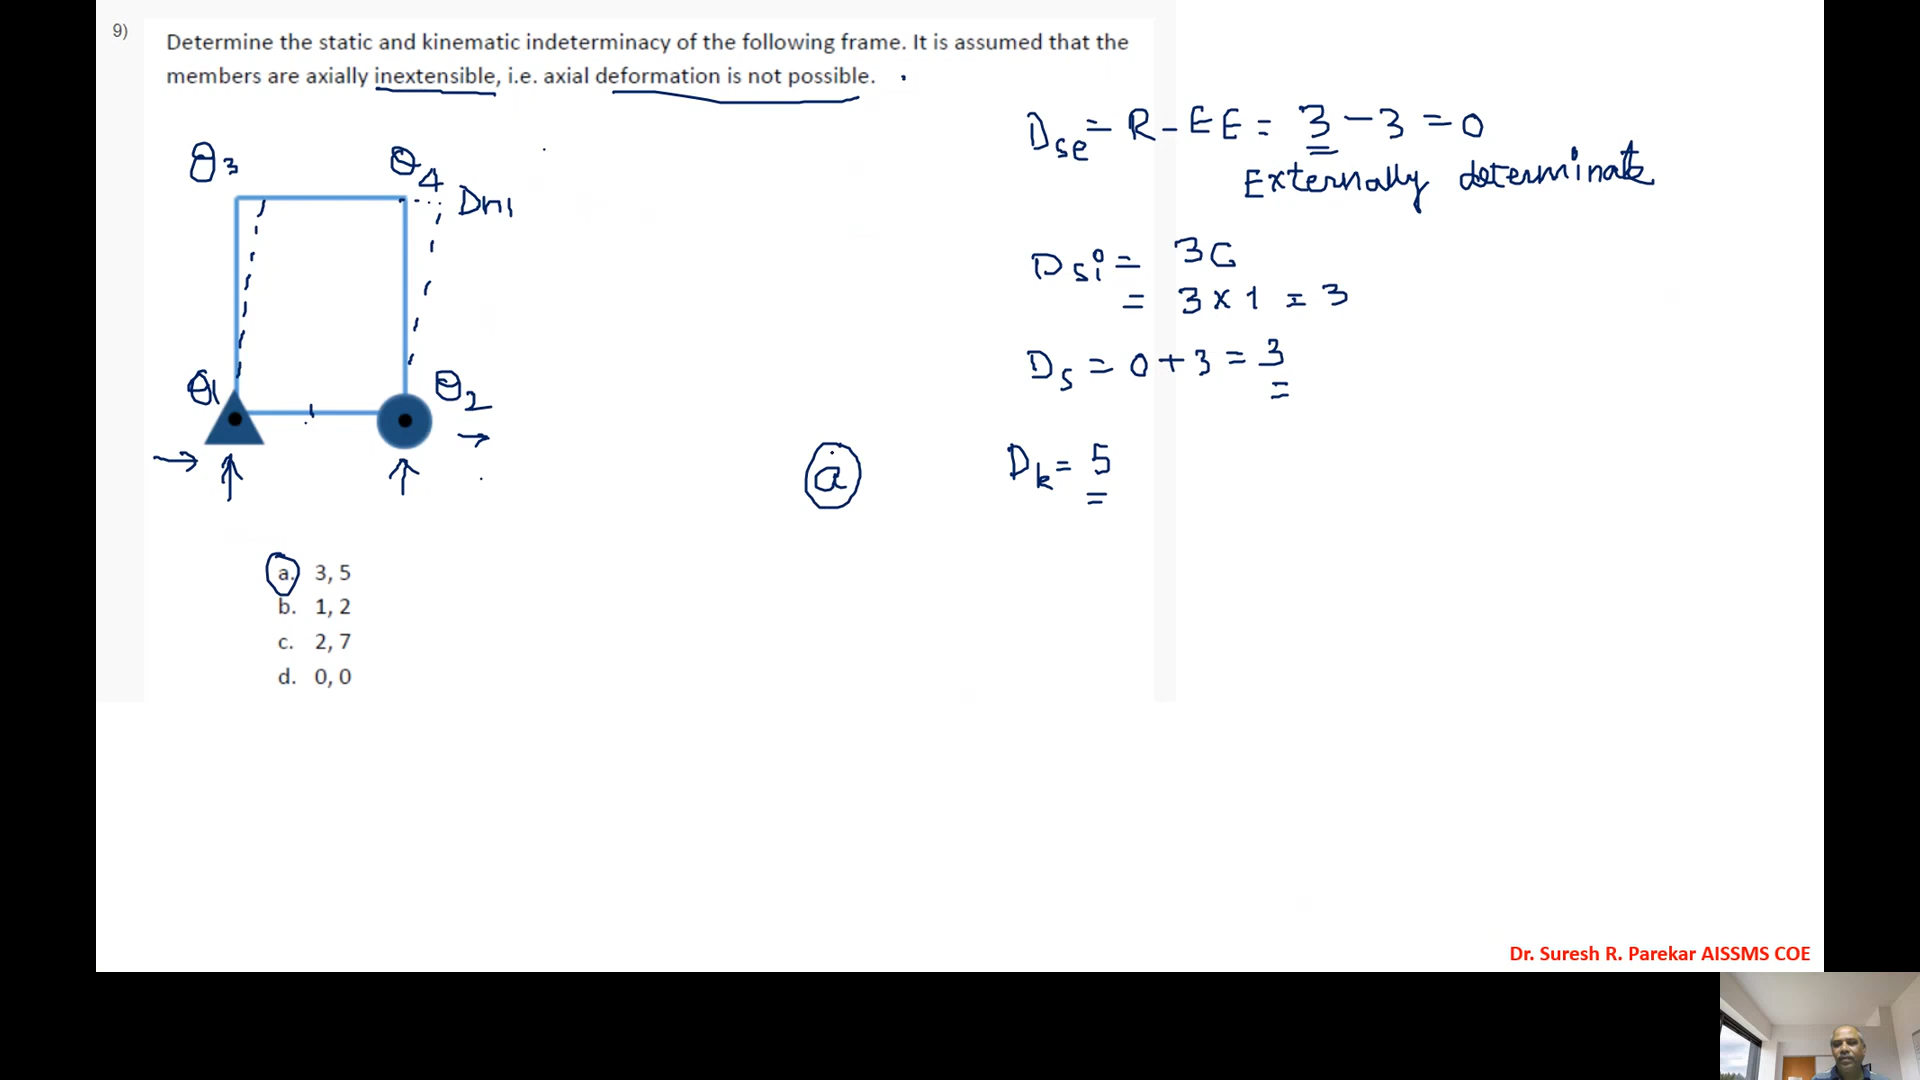 9)
Determine the static and kinematic indeterminacy of the following frame. It is assumed that the
members are axially inextensible, i.e. axial deformation is not possible.
Dse = R - EE = 3 - 3 = 0
Externally determinate
θ3
θ4
DH1
Dsi = 3C
= 3 x 1 = 3
Ds = 0 + 3 = 3
θ1
θ2
a
Dk = 5
a. 3, 5
b. 1, 2
c. 2, 7
d. 0, 0
Dr. Suresh R. Parekar AISSMS COE